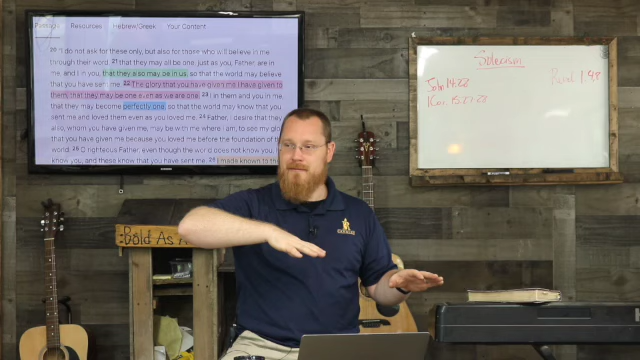 Passage Resources Hebrew/Greek Your Content
20 "I do not ask for these only, but also for those who will believe in me
through their word, 21 that they may all be one, just as you, Father, are in
me, and I in you, that they also may be in us, so that the world may believe
that you have sent me. 22 The glory that you have given me I have given to
them, that they may be one even as we are one, 23 I in them and you in me,
that they may become perfectly one, so that the world may know that you
sent me and loved them even as you loved me. 24 Father, I desire that they
also, whom you have given me, may be with me where I am, to see my glory
that you have given me because you loved me before the foundation of the
world. 25 O righteous Father, even though the world does not know you, I
know you, and these know that you have sent me. 26 I made known to the
Bold As A
John 14:22
1 Cor. 15:27-28